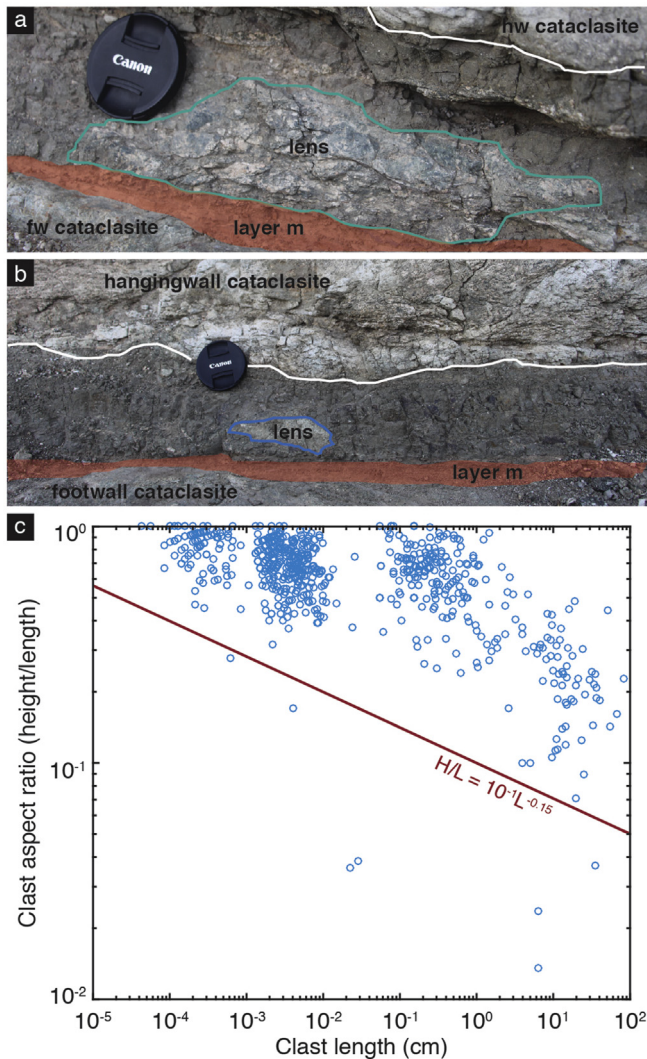 a
Canon
hw cataclasite
lens
fw cataclasite
layer m
b
hangingwall cataclasite
Canon
lens
layer m
footwall cataclasite
c
10⁰
10⁻¹
10⁻²
Clast aspect ratio (height/length)
H/L = 10⁻¹L⁻⁰·¹⁵
10⁻⁵
10⁻⁴
10⁻³
10⁻²
10⁻¹
10⁰
10¹
10²
Clast length (cm)